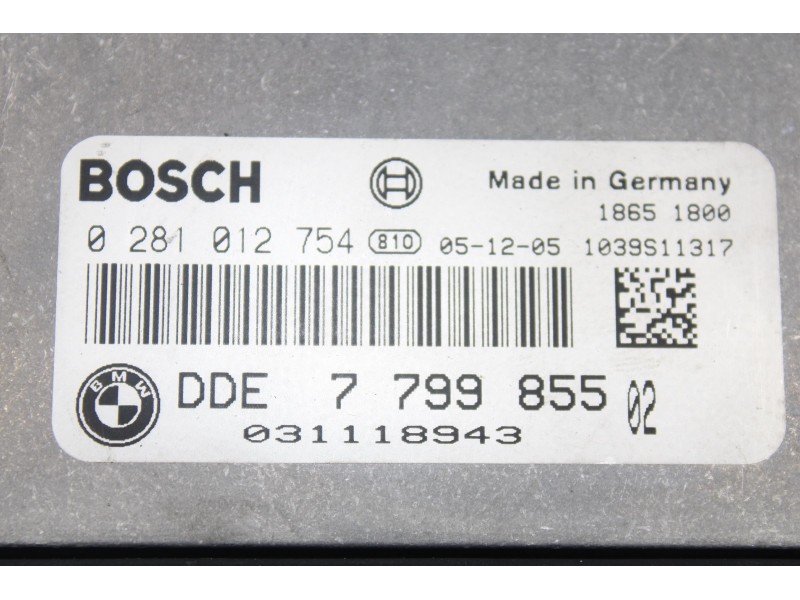 BOSCH Made in Germany
1865 1800
0 281 012 754 810 05-12-05 1039S11317
BMW DDE 7 799 855 02
031118943